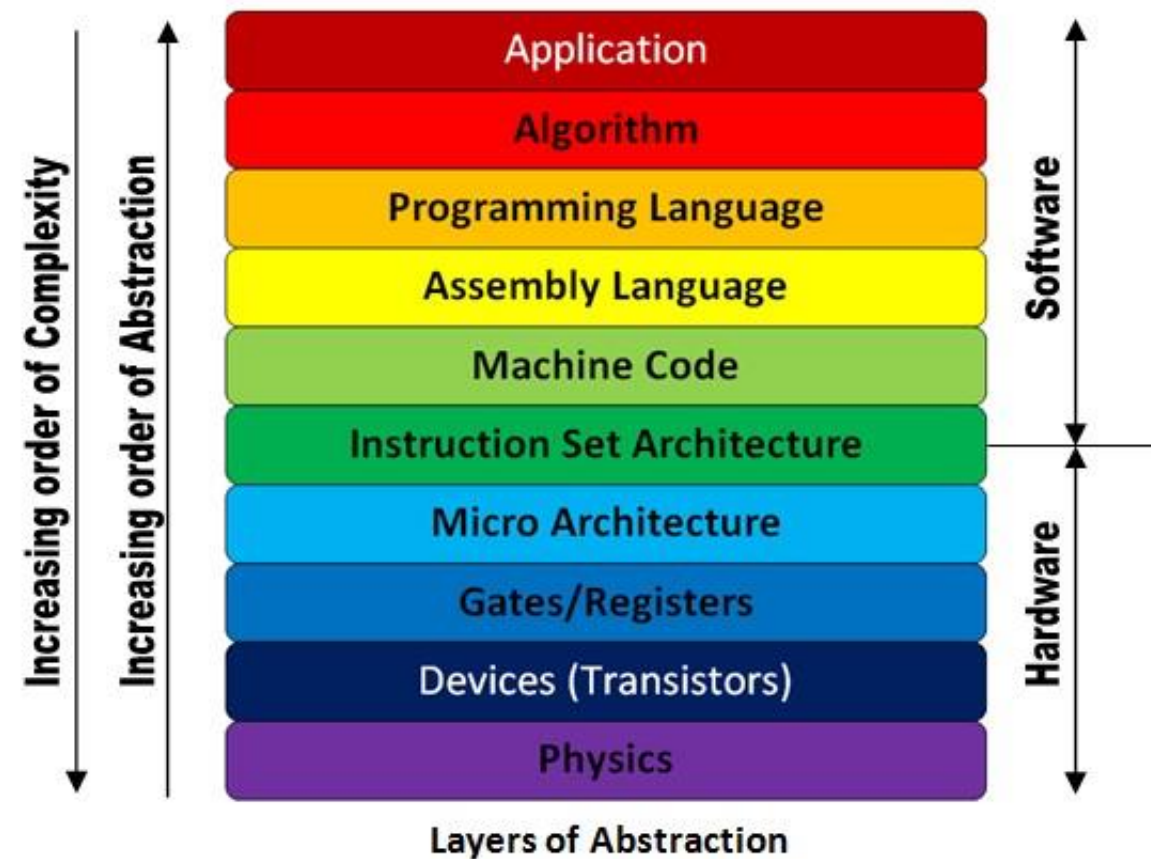 Increasing order of Complexity
Increasing order of Abstraction
Application
Algorithm
Programming Language
Assembly Language
Machine Code
Instruction Set Architecture
Micro Architecture
Gates/Registers
Devices (Transistors)
Physics
Software
Hardware
Layers of Abstraction